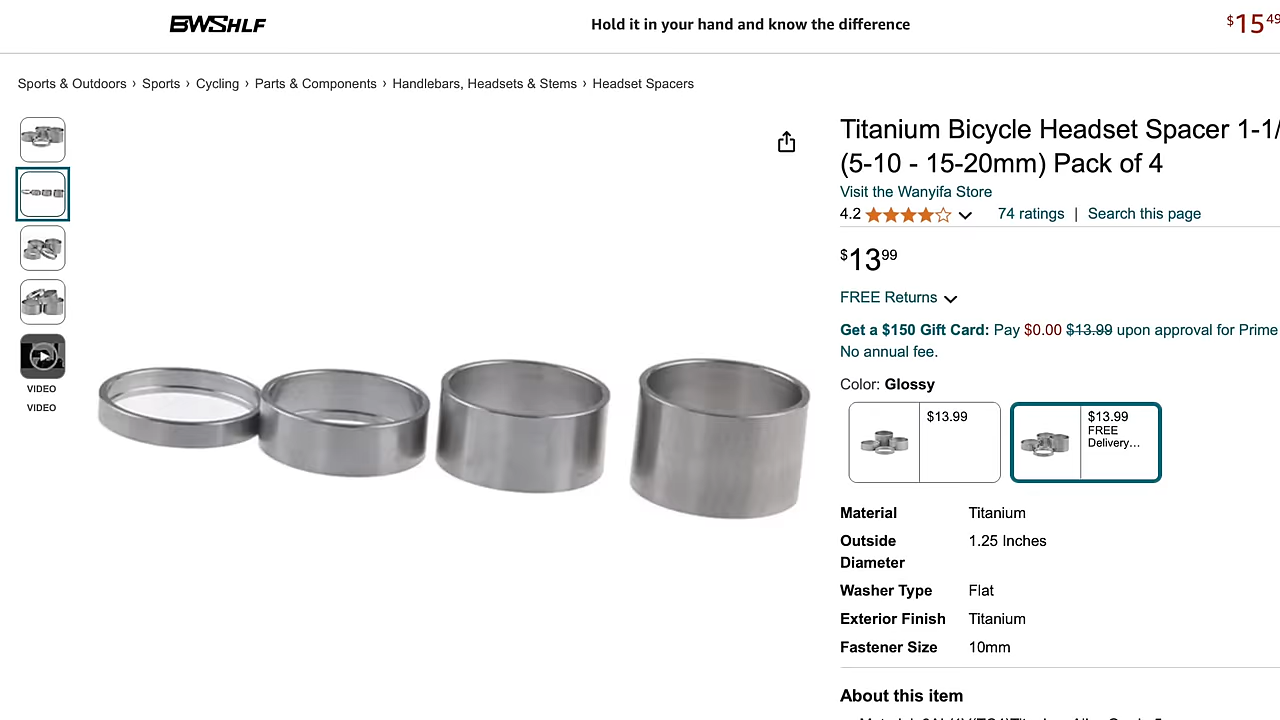 BWSHLF
Hold it in your hand and know the difference
$15.49
Sports & Outdoors › Sports › Cycling › Parts & Components › Handlebars, Headsets & Stems › Headset Spacers
VIDEO
VIDEO
Titanium Bicycle Headset Spacer 1-1/
(5-10 - 15-20mm) Pack of 4
Visit the Wanyifa Store
4.2 74 ratings | Search this page
$13.99
FREE Returns
Get a $150 Gift Card: Pay $0.00 $13.99 upon approval for Prime
No annual fee.
Color: Glossy
$13.99
$13.99
FREE
Delivery...
Material Titanium
Outside Diameter 1.25 Inches
Washer Type Flat
Exterior Finish Titanium
Fastener Size 10mm
About this item